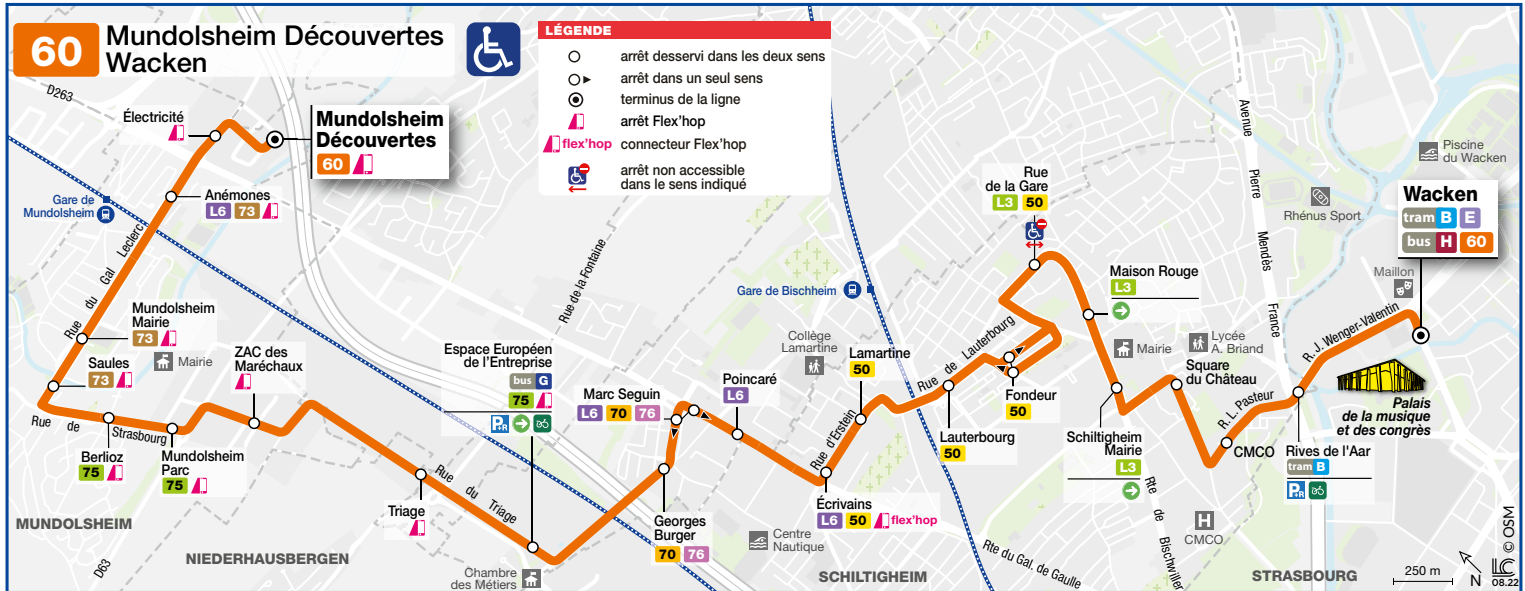 60
Mundolsheim Découvertes
Wacken
LÉGENDE
arrêt desservi dans les deux sens
arrêt dans un seul sens
terminus de la ligne
arrêt Flex'hop
flex'hop connecteur Flex'hop
arrêt non accessible
dans le sens indiqué
D263
Électricité
Mundolsheim
Découvertes
60
Anémones
L6 73
Gare de
Mundolsheim
Rue du Gal Leclerc
Mundolsheim
Mairie
73
Mairie
Saules
73
Rue de Strasbourg
Berlioz
75
Mundolsheim
Parc
75
ZAC des
Maréchaux
MUNDOLSHEIM
NIEDERHAUSBERGEN
D63
Triage
Rue du Triage
Rue de la Fontaine
Espace Européen
de l'Entreprise
bus G
75
P+R
Chambre
des Métiers
Georges
Burger
70 76
Marc Seguin
L6 70 76
Poincaré
L6
Centre
Nautique
Collège
Lamartine
Gare de Bischheim
Rue d'Erstein
Écrivains
L6 50 flex'hop
Lamartine
50
SCHILTIGHEIM
Rue de Lauterbourg
Lauterbourg
50
Fondeur
50
Rue
de la Gare
L3 50
Maison Rouge
L3
Mairie
Schiltigheim
Mairie
L3
Rte de Bischwiller
Rte du Gal. de Gaulle
Lycée
A. Briand
Square
du Château
H
CMCO
CMCO
R. L. Pasteur
Rives de l'Aar
tram B
P+R
Avenue Pierre Mendès France
Rhénus Sport
Piscine
du Wacken
R. J. Wenger-Valentin
Wacken
tram B E
bus H 60
Maillon
Palais
de la musique
et des congrès
STRASBOURG
250 m
N
© OSM
LC
08.22